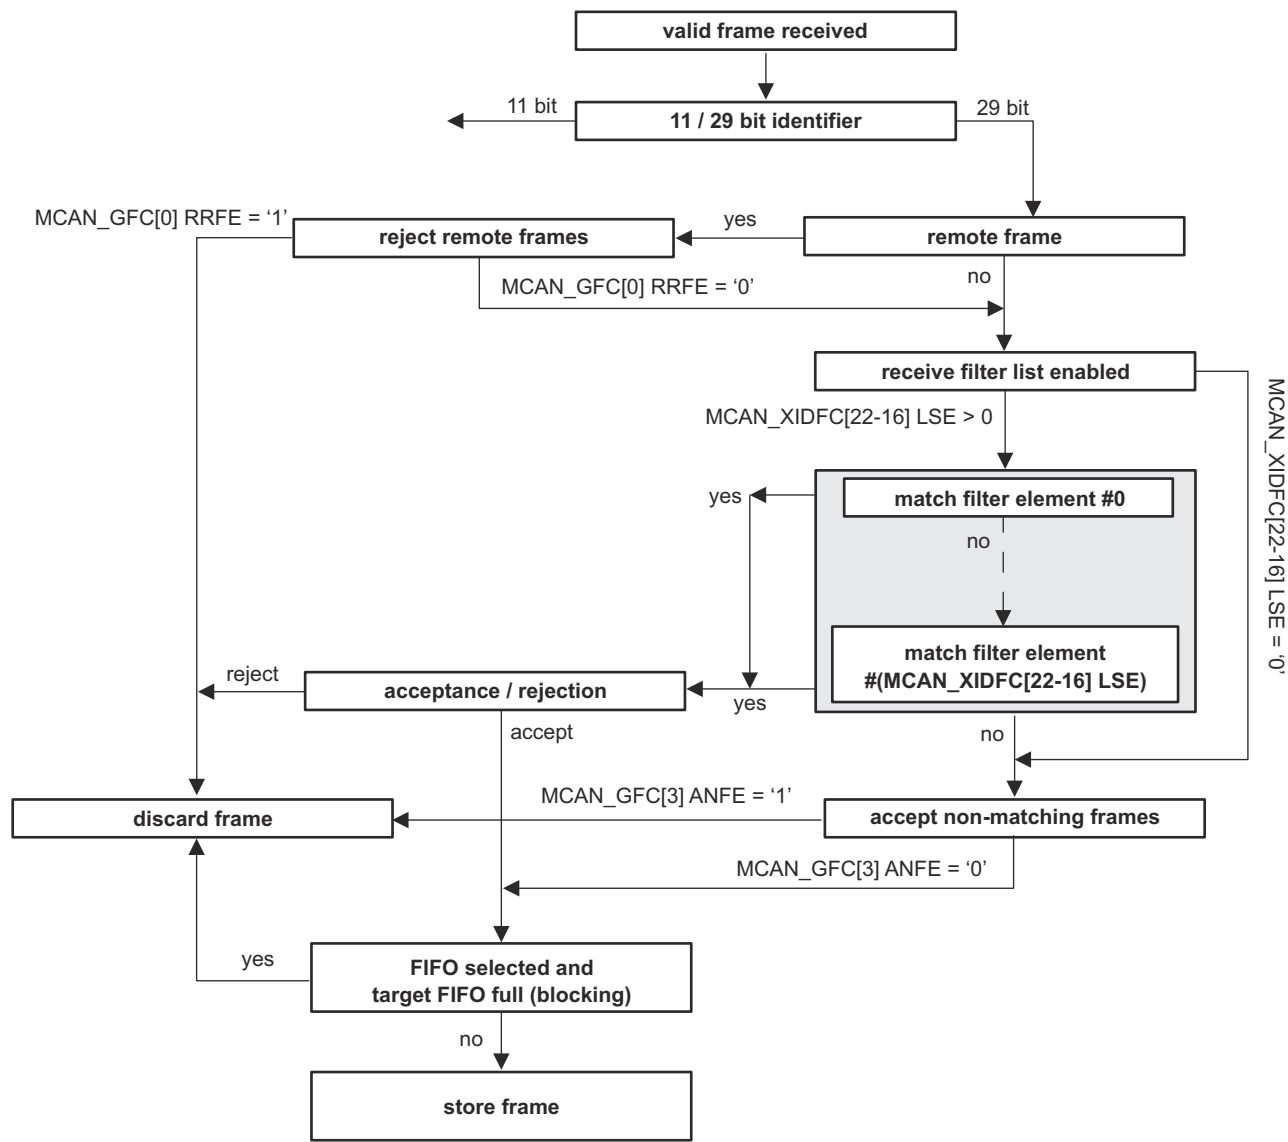 valid frame received
11 bit
11 / 29 bit identifier
29 bit
MCAN_GFC[0] RRFE = ‘1’
reject remote frames
yes
remote frame
MCAN_GFC[0] RRFE = ‘0’
no
receive filter list enabled
MCAN_XIDFC[22-16] LSE > 0
MCAN_XIDFC[22-16] LSE = ‘0’
yes
match filter element #0
no
match filter element
#(MCAN_XIDFC[22-16] LSE)
reject
acceptance / rejection
yes
accept
no
MCAN_GFC[3] ANFE = ‘1’
discard frame
accept non-matching frames
MCAN_GFC[3] ANFE = ‘0’
yes
FIFO selected and
target FIFO full (blocking)
no
store frame